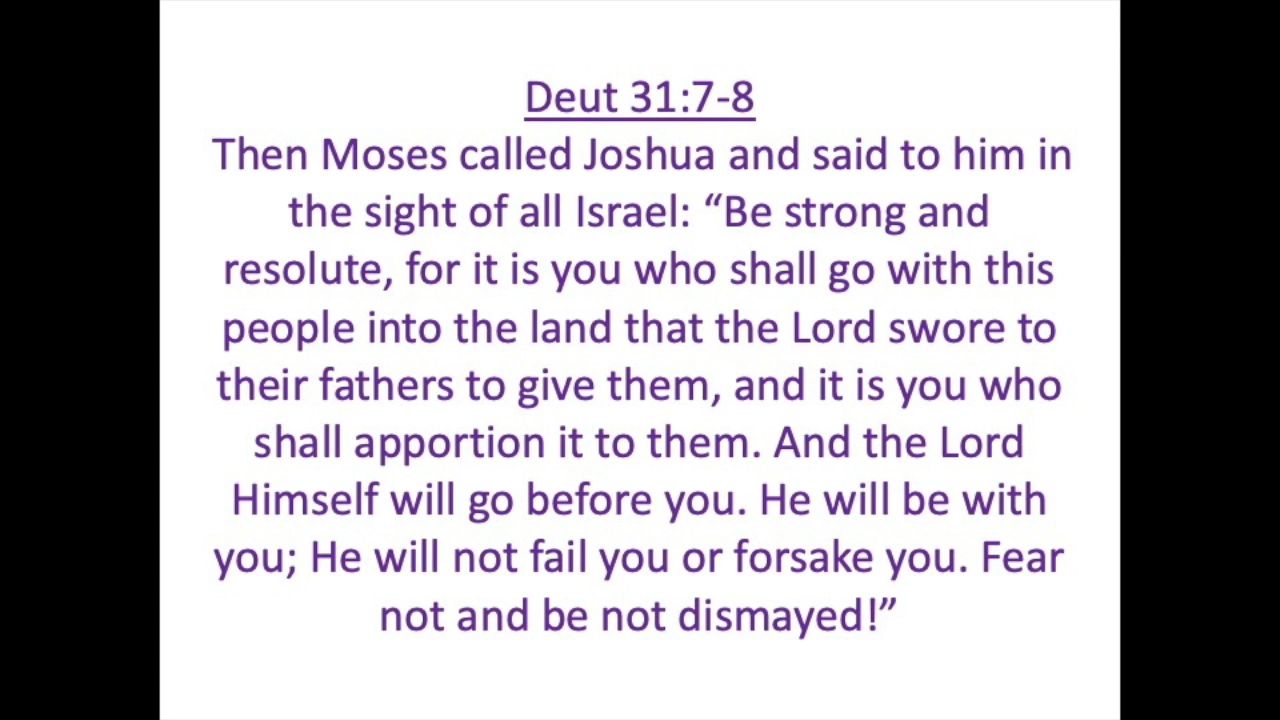 Deut 31:7-8
Then Moses called Joshua and said to him in
the sight of all Israel: “Be strong and
resolute, for it is you who shall go with this
people into the land that the Lord swore to
their fathers to give them, and it is you who
shall apportion it to them. And the Lord
Himself will go before you. He will be with
you; He will not fail you or forsake you. Fear
not and be not dismayed!”